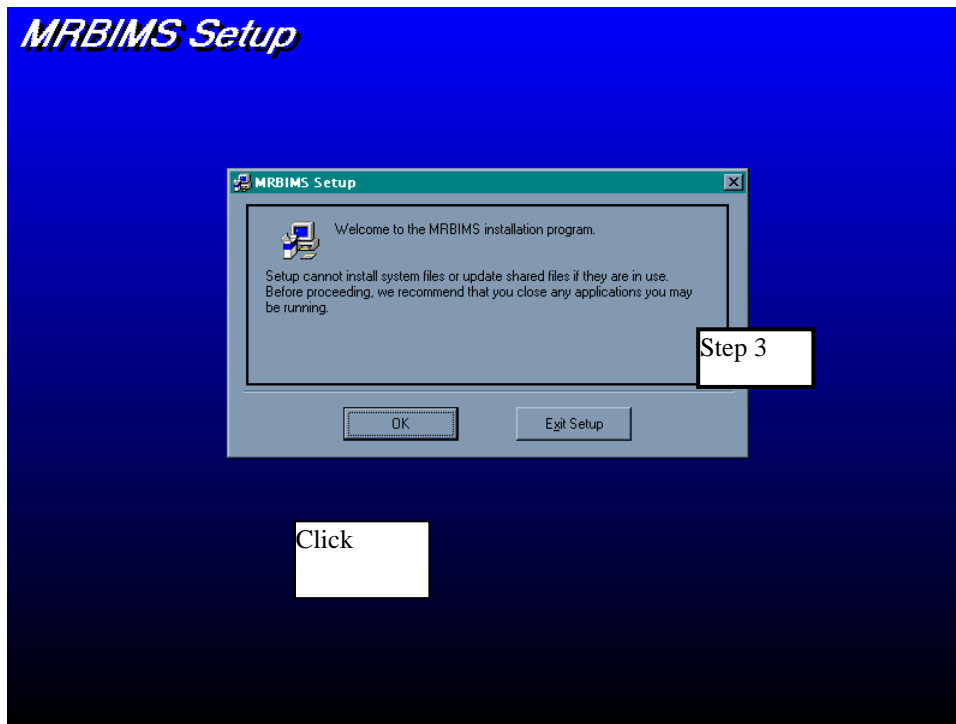 MRBIMS Setup
MRBIMS Setup
Welcome to the MRBIMS installation program.
Setup cannot install system files or update shared files if they are in use.
Before proceeding, we recommend that you close any applications you may
be running.
Step 3
OK
Exit Setup
Click